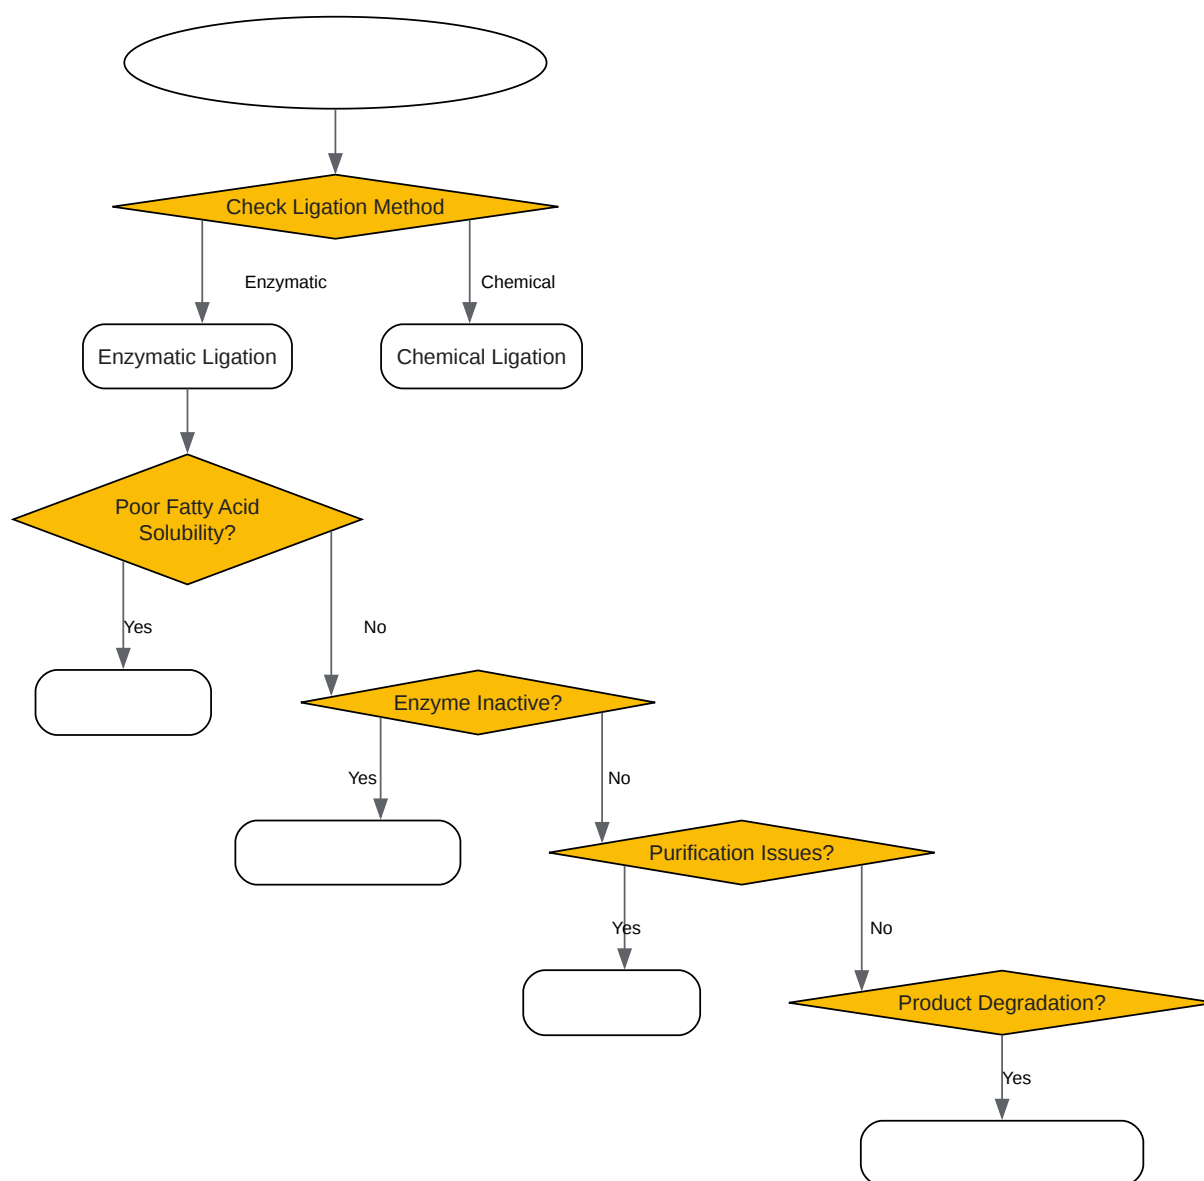 Check Ligation Method
Enzymatic
Chemical
Enzymatic Ligation
Chemical Ligation
Poor Fatty Acid
Solubility?
Yes
No
Enzyme Inactive?
Yes
No
Purification Issues?
Yes
No
Product Degradation?
Yes